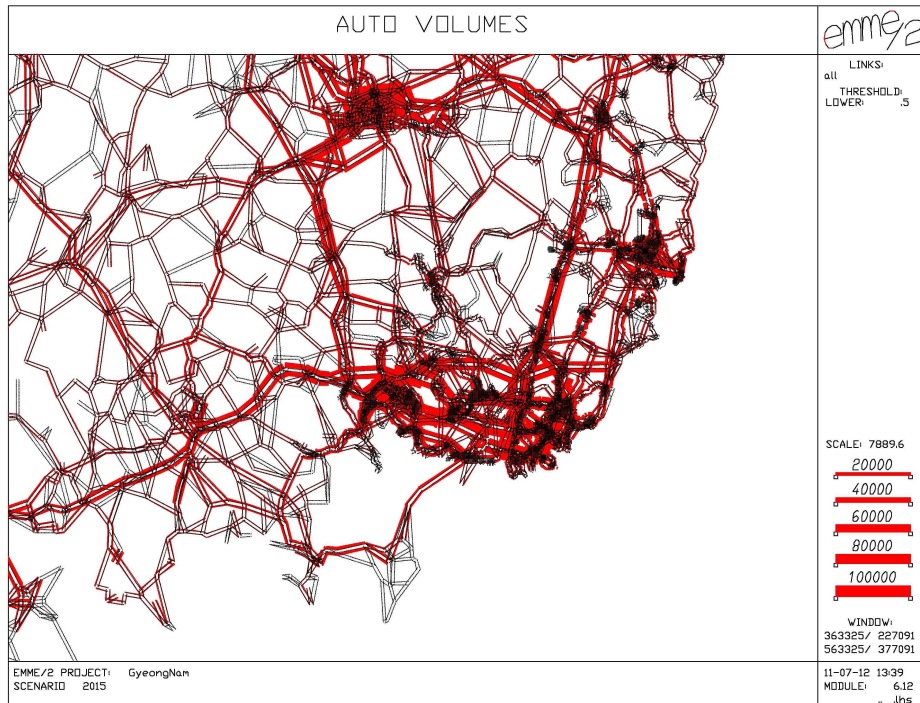 AUTO VOLUMES
emme/2
LINKS:
all
THRESHOLD:
LOWER: .5
SCALE: 7889.6
20000
40000
60000
80000
100000
WINDOW:
363325/ 227091
563325/ 377091
EMME/2 PROJECT: GyeongNam
SCENARIO 2015
11-07-12 13:39
MODULE: 6.12